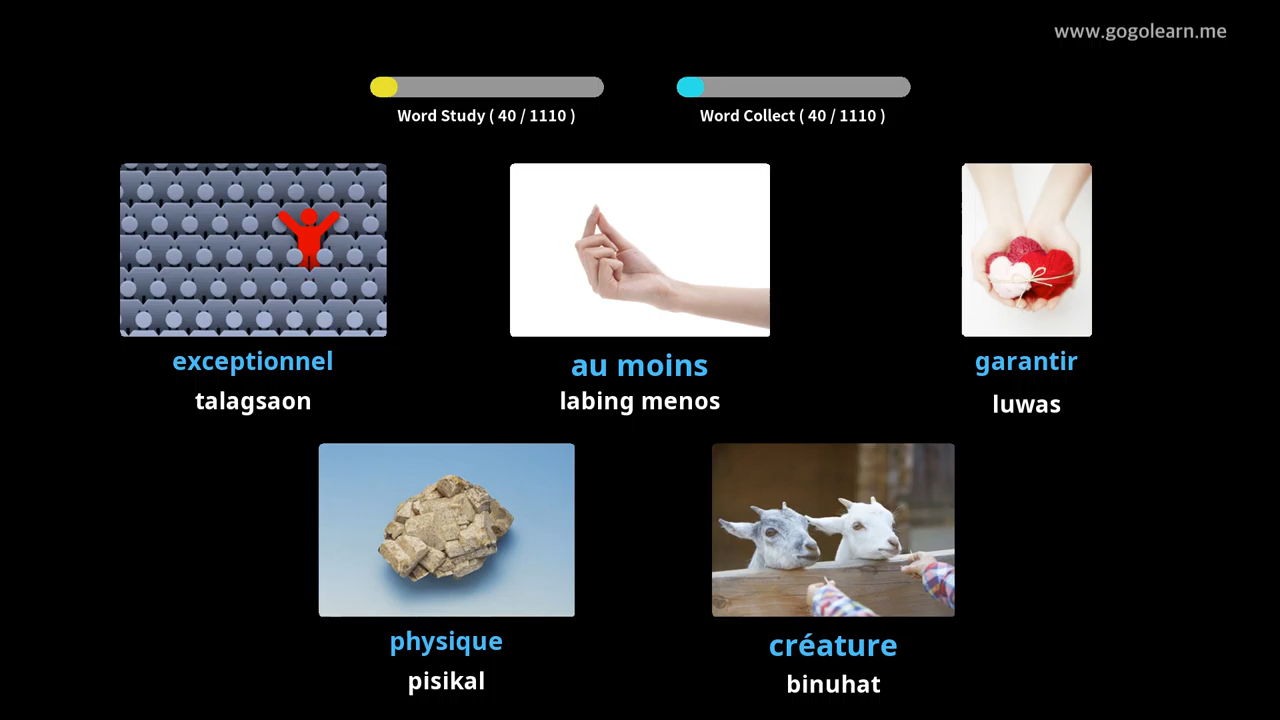 www.gogolearn.me
Word Study ( 40 / 1110 )
Word Collect ( 40 / 1110 )
exceptionnel
talagsaon
au moins
labing menos
garantir
luwas
physique
pisikal
créature
binuhat